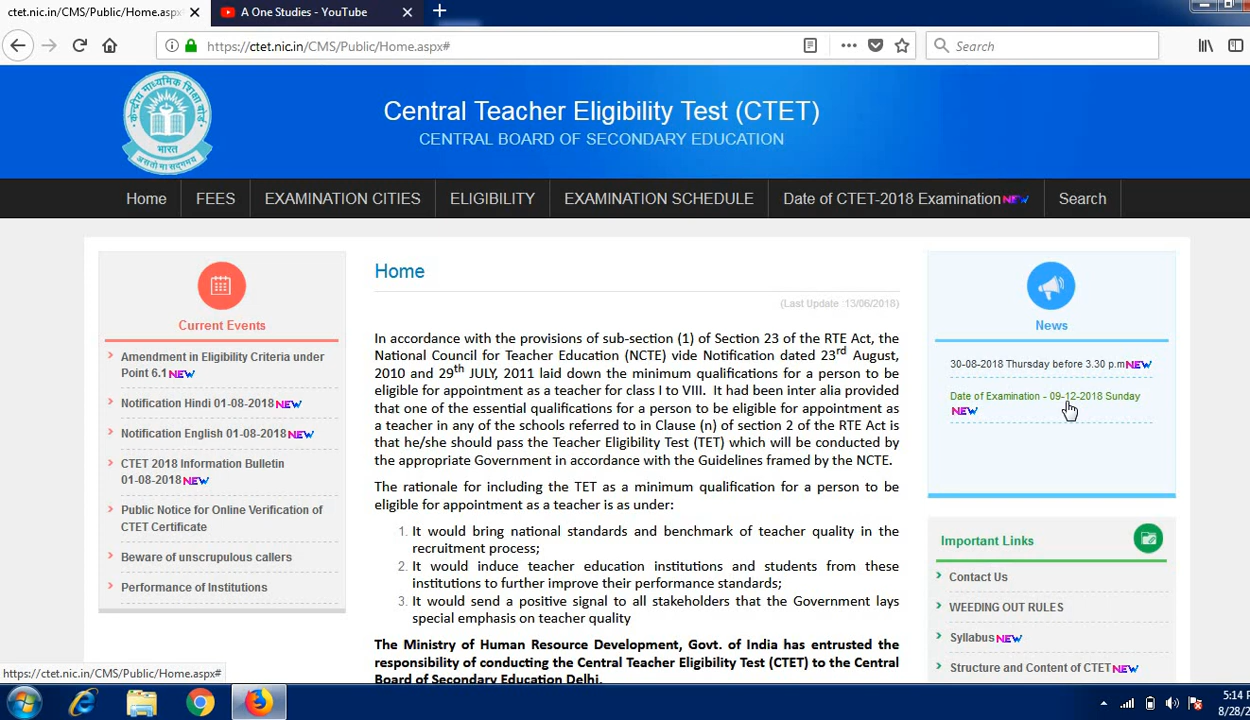 ctet.nic.in/CMS/Public/Home.aspx
A One Studies - YouTube
https://ctet.nic.in/CMS/Public/Home.aspx#
Search
केन्द्रीय माध्यमिक शिक्षा बोर्ड
भारत
असतो मा सद्गमय
Central Teacher Eligibility Test (CTET)
CENTRAL BOARD OF SECONDARY EDUCATION
Home FEES EXAMINATION CITIES ELIGIBILITY EXAMINATION SCHEDULE Date of CTET-2018 Examination NEW Search
Current Events
Amendment in Eligibility Criteria under
Point 6.1 NEW
Notification Hindi 01-08-2018 NEW
Notification English 01-08-2018 NEW
CTET 2018 Information Bulletin
01-08-2018 NEW
Public Notice for Online Verification of
CTET Certificate
Beware of unscrupulous callers
Performance of Institutions
Home
(Last Update :13/06/2018)
In accordance with the provisions of sub-section (1) of Section 23 of the RTE Act, the
National Council for Teacher Education (NCTE) vide Notification dated 23rd August,
2010 and 29th JULY, 2011 laid down the minimum qualifications for a person to be
eligible for appointment as a teacher for class I to VIII. It had been inter alia provided
that one of the essential qualifications for a person to be eligible for appointment as
a teacher in any of the schools referred to in Clause (n) of section 2 of the RTE Act is
that he/she should pass the Teacher Eligibility Test (TET) which will be conducted by
the appropriate Government in accordance with the Guidelines framed by the NCTE.
The rationale for including the TET as a minimum qualification for a person to be
eligible for appointment as a teacher is as under:
1. It would bring national standards and benchmark of teacher quality in the
recruitment process;
2. It would induce teacher education institutions and students from these
institutions to further improve their performance standards;
3. It would send a positive signal to all stakeholders that the Government lays
special emphasis on teacher quality
The Ministry of Human Resource Development, Govt. of India has entrusted the
responsibility of conducting the Central Teacher Eligibility Test (CTET) to the Central
Board of Secondary Education Delhi.
News
30-08-2018 Thursday before 3.30 p.m NEW
Date of Examination - 09-12-2018 Sunday
NEW
Important Links
Contact Us
WEEDING OUT RULES
Syllabus NEW
Structure and Content of CTET NEW
https://ctet.nic.in/CMS/Public/Home.aspx#
5:14 P
8/28/2